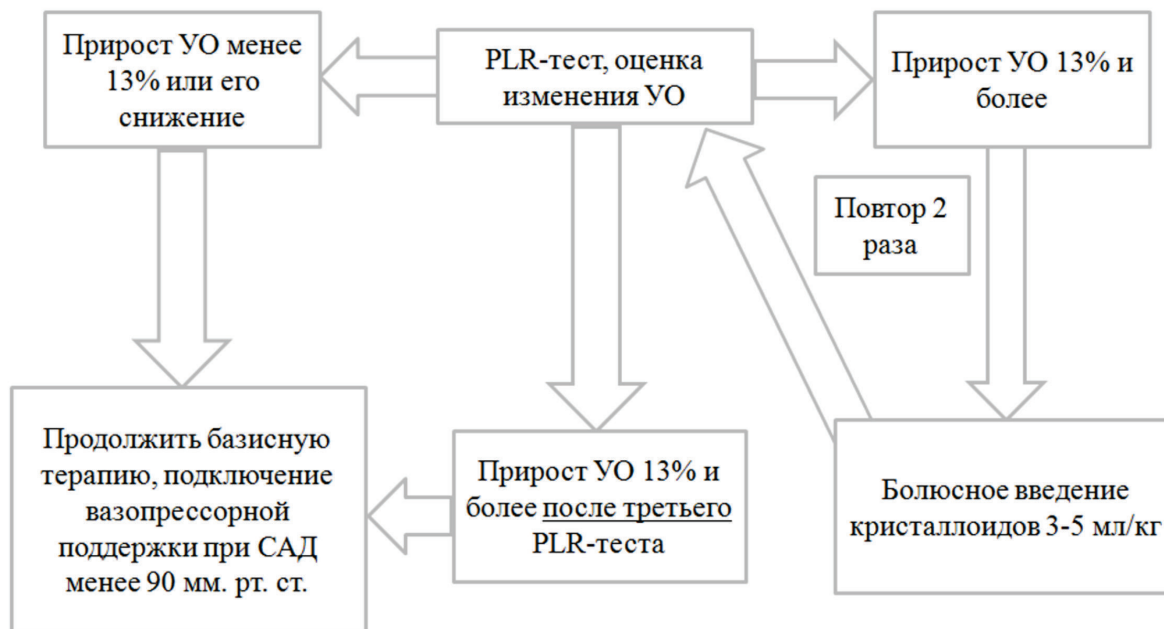 Прирост УО менее
13% или его
снижение
PLR-тест, оценка
изменения УО
Прирост УО 13% и
более
Повтор 2
раза
Продолжить базисную
терапию, подключение
вазопрессорной
поддержки при САД
менее 90 мм. рт. ст.
Прирост УО 13% и
более после третьего
PLR-теста
Болюсное введение
кристаллоидов 3-5 мл/кг